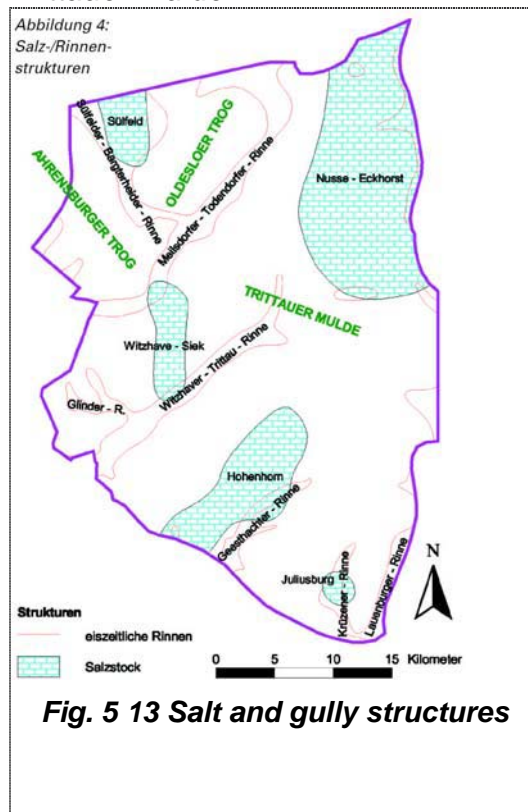 Abbildung 4:
Salz-/Rinnen-
strukturen
Sülfeld
Sülfelder - Bargterheider - Rinne
OLDESLOER TROG
AHRENSBURGER TROG
Meilsdorfer - Todendorfer - Rinne
Nusse - Eckhorst
TRITTAUER MULDE
Witzhave - Siek
Witzhaver - Trittau - Rinne
Glinder - R.
Hohenhorn
Geesthachter - Rinne
Juliusburg
Krüzener - Rinne
Lauenburger - Rinne
N
Strukturen
eiszeitliche Rinnen
Salzstock
0 5 10 15 Kilometer
Fig. 5 13 Salt and gully structures